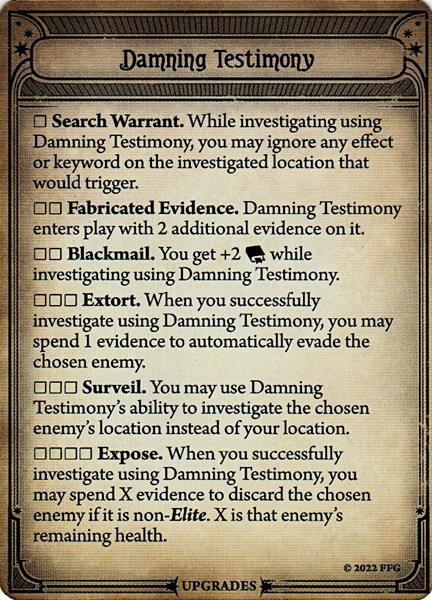 Damning Testimony
☐ Search Warrant. While investigating using
Damning Testimony, you may ignore any effect
or keyword on the investigated location that
would trigger.
☐☐ Fabricated Evidence. Damning Testimony
enters play with 2 additional evidence on it.
☐☐ Blackmail. You get +2 while
investigating using Damning Testimony.
☐☐☐ Extort. When you successfully
investigate using Damning Testimony, you may
spend 1 evidence to automatically evade the
chosen enemy.
☐☐☐ Surveil. You may use Damning
Testimony's ability to investigate the chosen
enemy's location instead of your location.
☐☐☐☐ Expose. When you successfully
investigate using Damning Testimony, you
may spend X evidence to discard the chosen
enemy if it is non-Elite. X is that enemy's
remaining health.
© 2022 FFG
UPGRADES